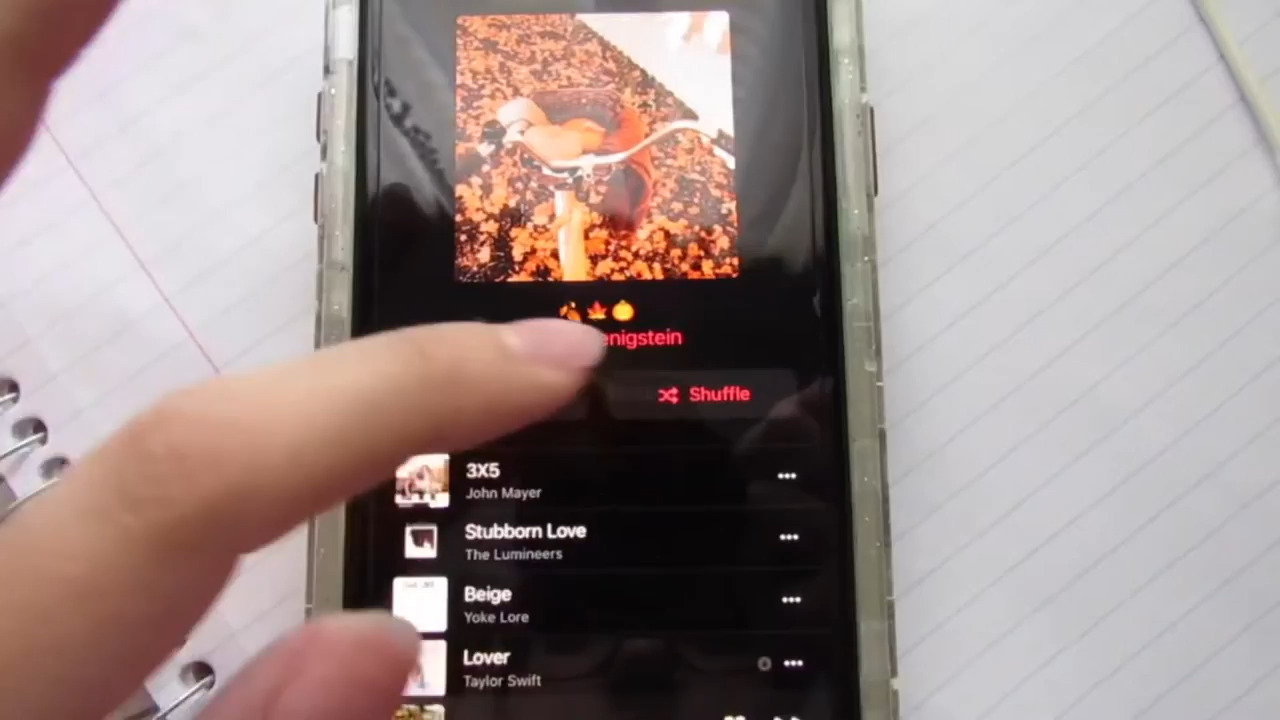 enigstein
Shuffle
3X5
John Mayer
Stubborn Love
The Lumineers
Beige
Yoke Lore
Lover
Taylor Swift